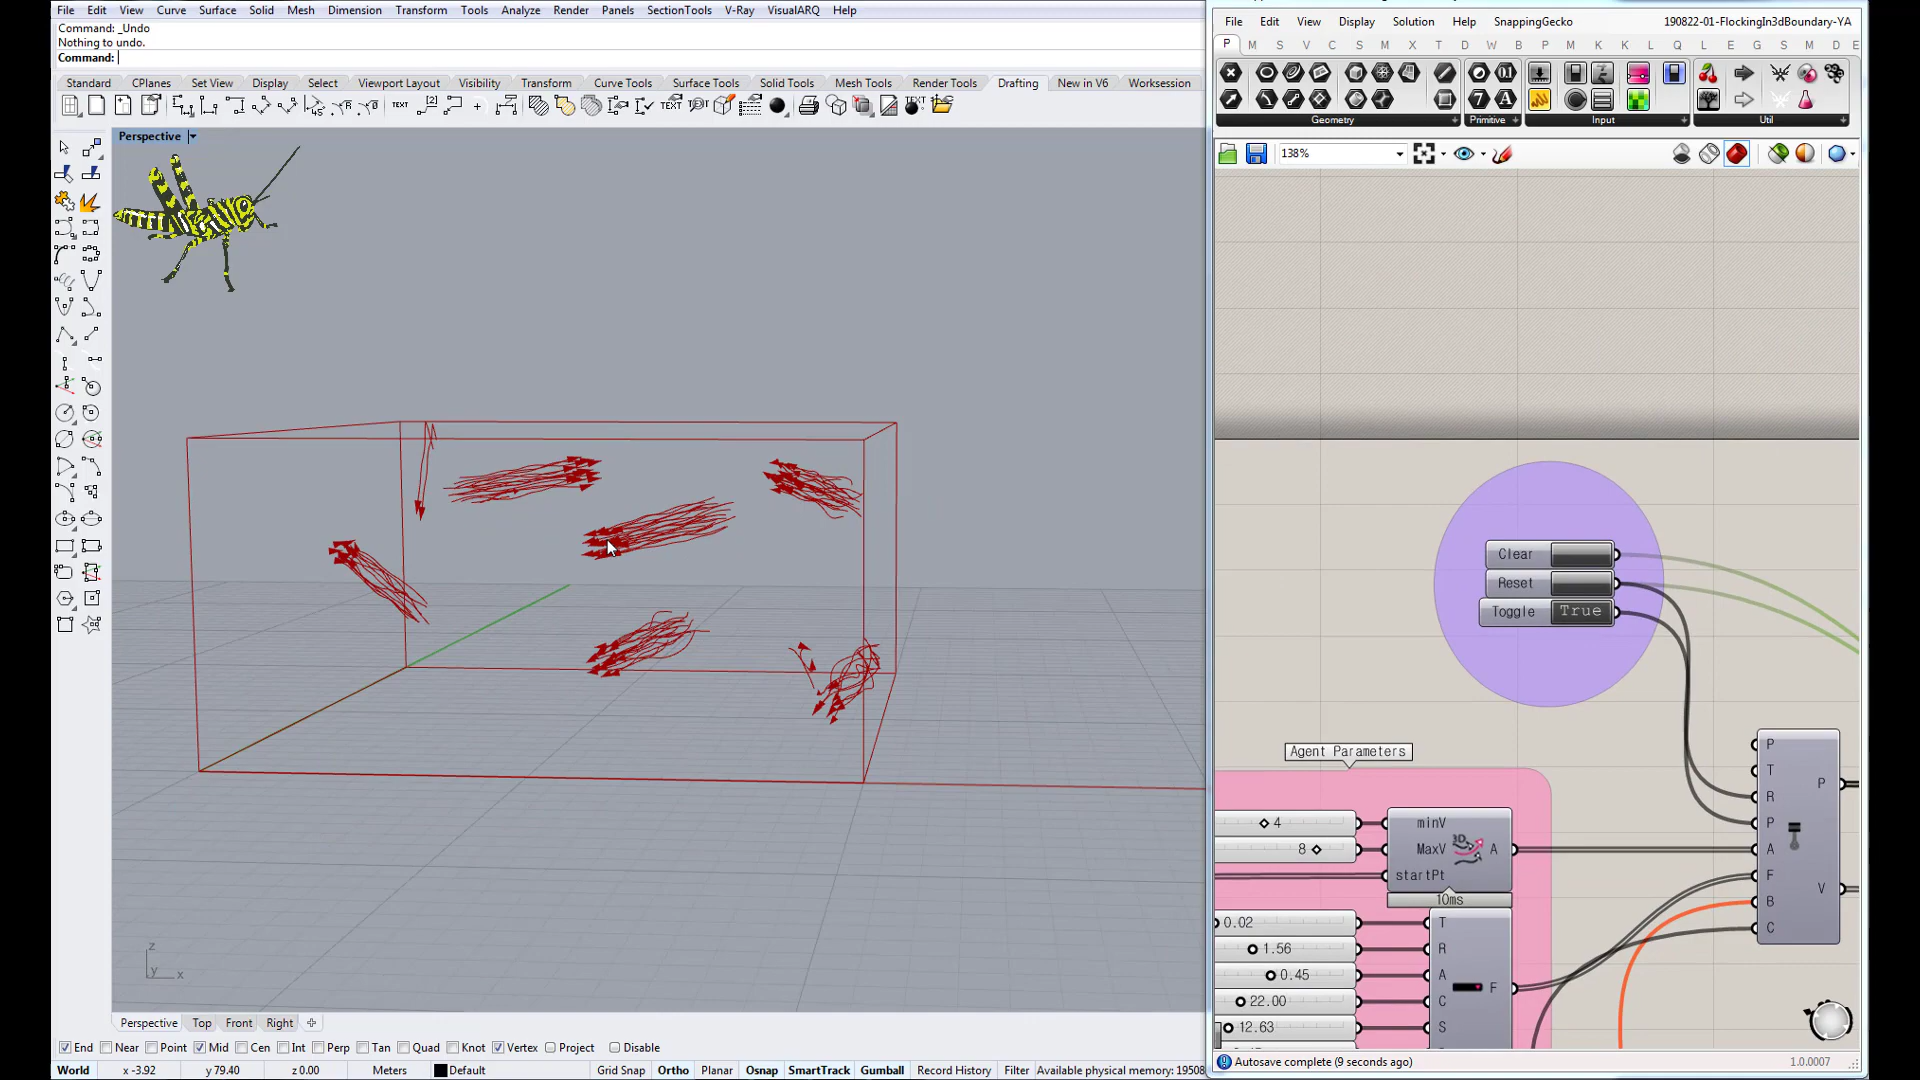 File Edit View Curve Surface Solid Mesh Dimension Transform Tools Analyze Render Panels SectionTools V-Ray VisualARQ Help
Command: _Undo
Nothing to undo.
Command:
Standard CPlanes Set View Display Select Viewport Layout Visibility Transform Curve Tools Surface Tools Solid Tools Mesh Tools Render Tools Drafting New in V6 Worksession
Perspective
z
y x
Perspective Top Front Right
End Near Point Mid Cen Int Perp Tan Quad Knot Vertex Project Disable
World x -3.92 y 79.40 z 0.00 Meters Default Grid Snap Ortho Planar Osnap SmartTrack Gumball Record History Filter Available physical memory: 19508
File Edit View Display Solution Help SnappingGecko 190822-01-FlockingIn3dBoundary-YA
P M S V C S M X T D W B P M K K L Q L E G S M D E
Geometry Primitive Input Util
138%
Clear
Reset
Toggle True
Agent Parameters
4 minV
8 MaxV A
startPt
10ms
0.02 T
1.56 R
0.45 A
22.00 C
12.63 S
F
P
T
R
P
A
F
B
C
P
V
Autosave complete (9 seconds ago) 1.0.0007